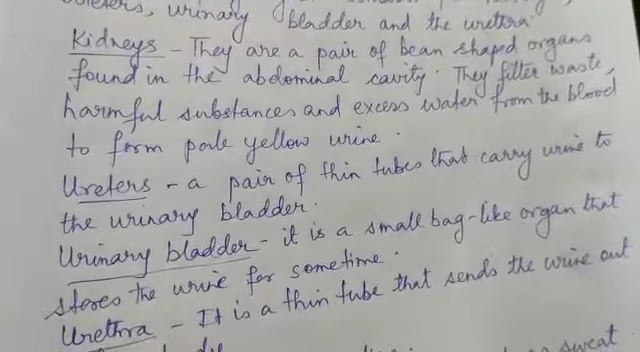 ureters, urinary bladder and the urethra.
Kidneys - They are a pair of bean shaped organs
found in the abdominal cavity. They filter waste,
harmful substances and excess water from the blood
to form pale yellow urine.
Ureters - a pair of thin tubes that carry urine to
the urinary bladder.
Urinary bladder - it is a small bag-like organ that
stores the urine for sometime.
Urethra - It is a thin tube that sends the urine out
sweat